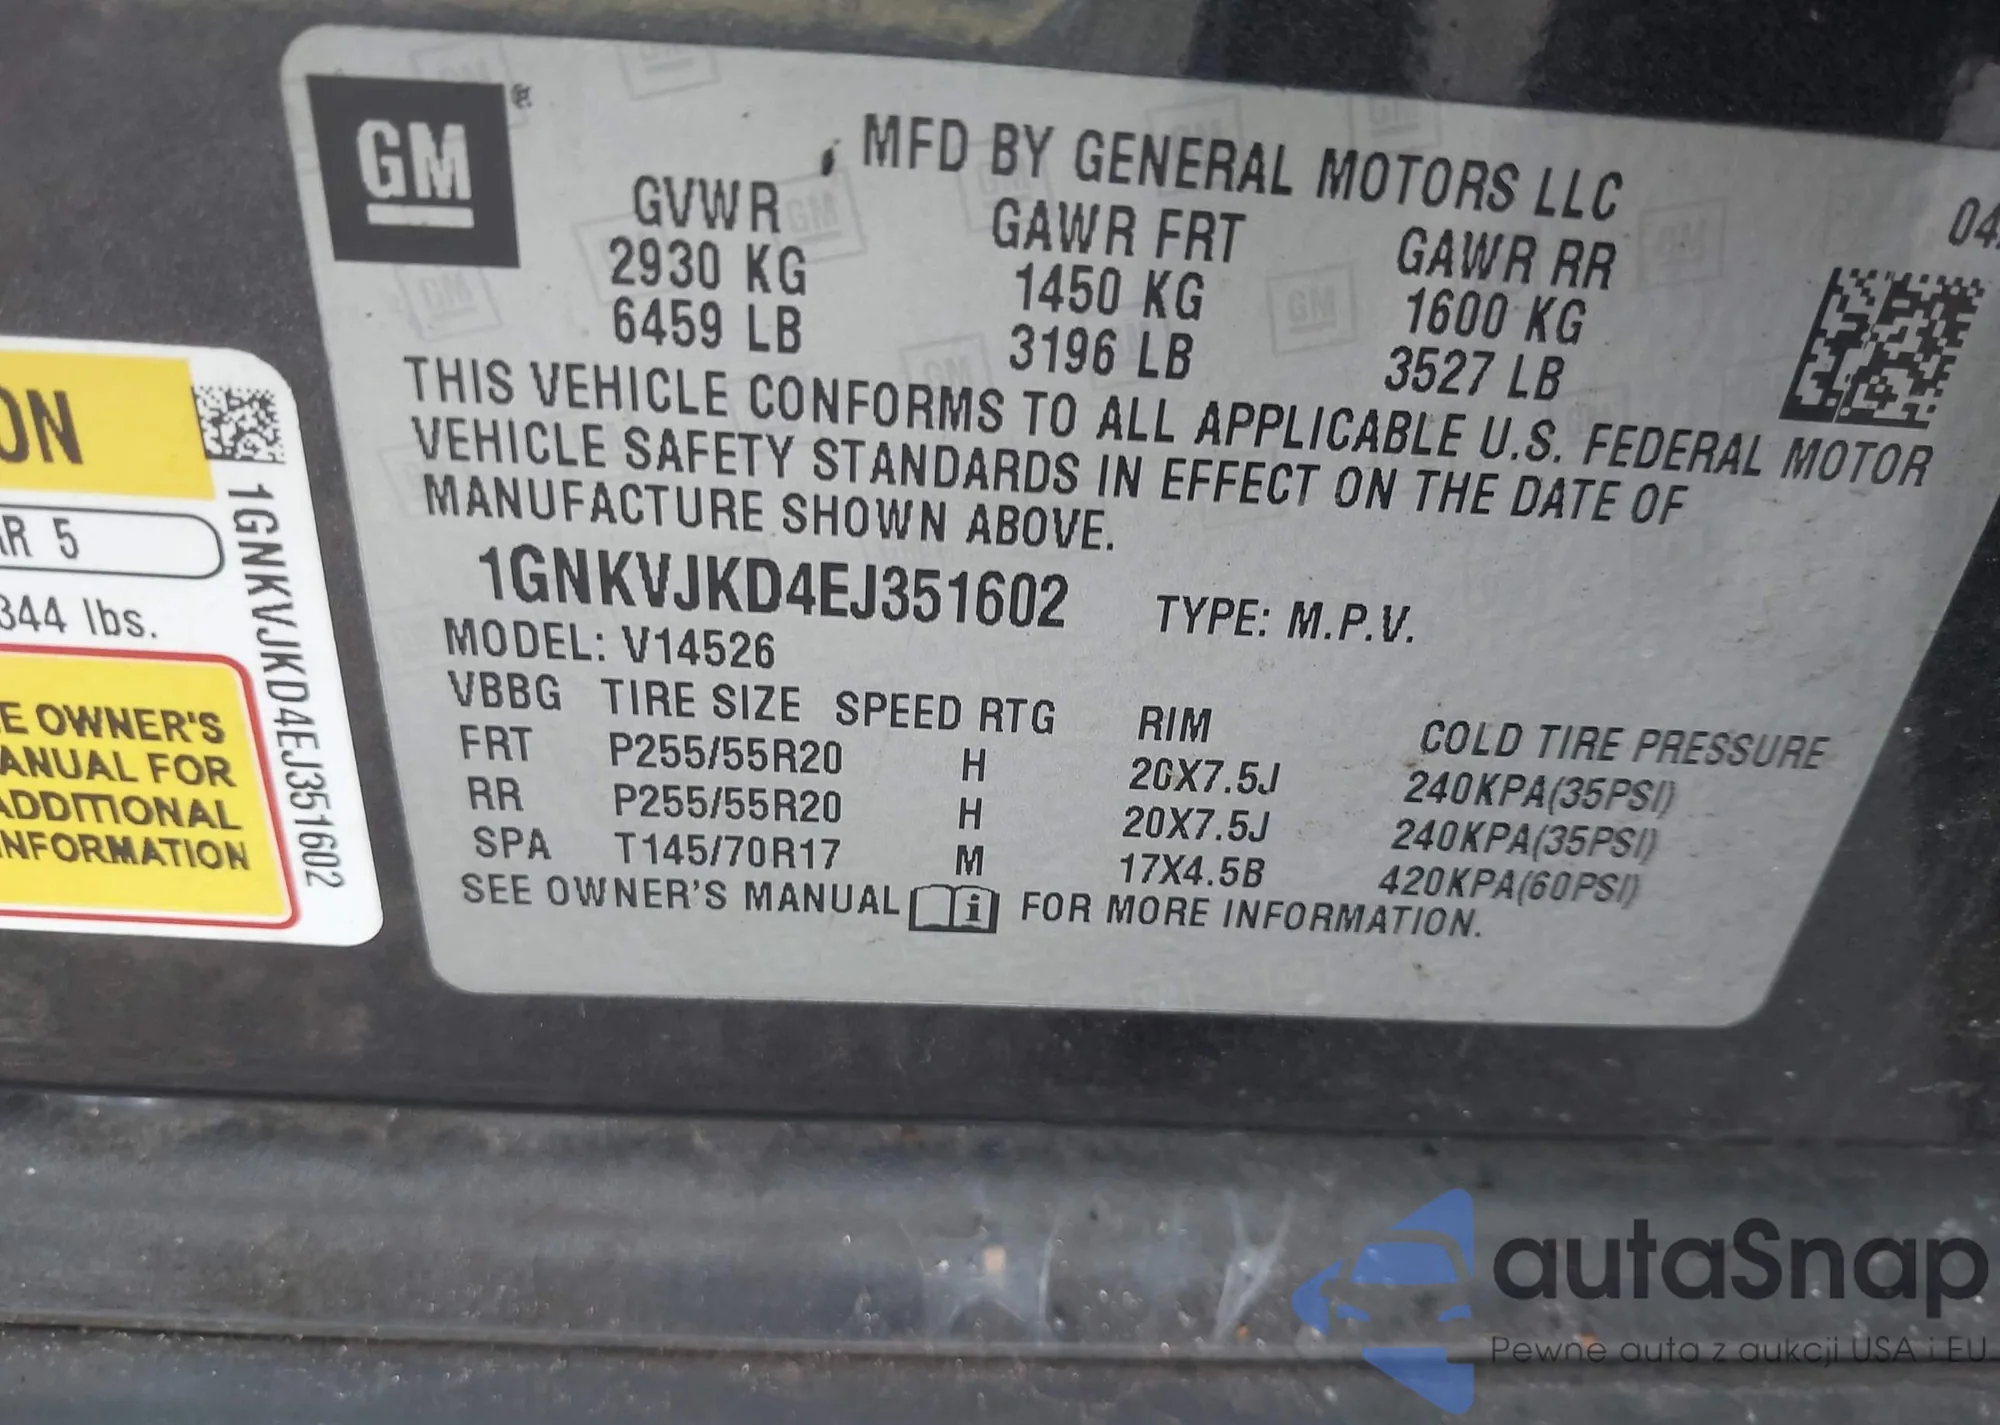 GM
MFD BY GENERAL MOTORS LLC
GVWR GAWR FRT GAWR RR
2930 KG 1450 KG 1600 KG
6459 LB 3196 LB 3527 LB
THIS VEHICLE CONFORMS TO ALL APPLICABLE U.S. FEDERAL MOTOR
VEHICLE SAFETY STANDARDS IN EFFECT ON THE DATE OF
MANUFACTURE SHOWN ABOVE.
1GNKVJKD4EJ351602 TYPE: M.P.V.
MODEL: V14526
VBBG TIRE SIZE SPEED RTG RIM COLD TIRE PRESSURE
FRT P255/55R20 H 20X7.5J 240KPA(35PSI)
RR P255/55R20 H 20X7.5J 240KPA(35PSI)
SPA T145/70R17 M 17X4.5B 420KPA(60PSI)
SEE OWNER'S MANUAL i FOR MORE INFORMATION.
5
344 lbs.
OWNER'S
FOR
1GNKVJKD4EJ351602
autaSnap
Pewne auta z aukcji USA i EU